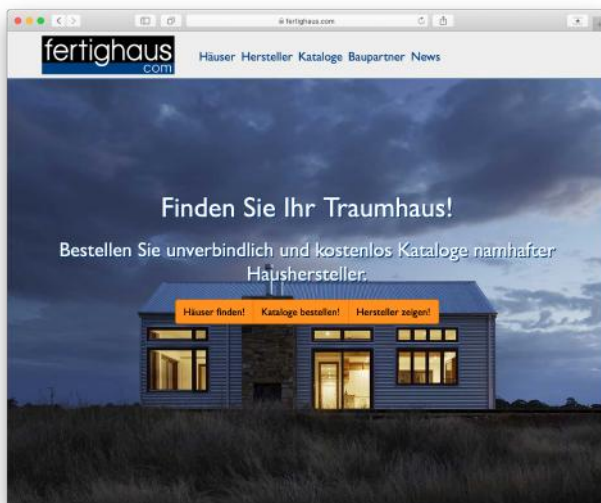 fertighaus.com
fertighaus
com
Häuser Hersteller Kataloge Baupartner News
Finden Sie Ihr Traumhaus!
Bestellen Sie unverbindlich und kostenlos Kataloge namhafter
Haushersteller.
Häuser finden! Kataloge bestellen! Hersteller zeigen!